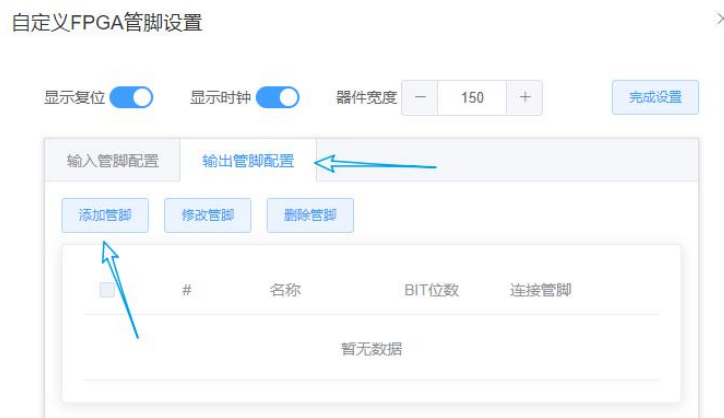 自定义FPGA管脚设置
显示复位 显示时钟 器件宽度 － 150 ＋ 完成设置
输入管脚配置 输出管脚配置
添加管脚 修改管脚 删除管脚
# 名称 BIT位数 连接管脚
暂无数据